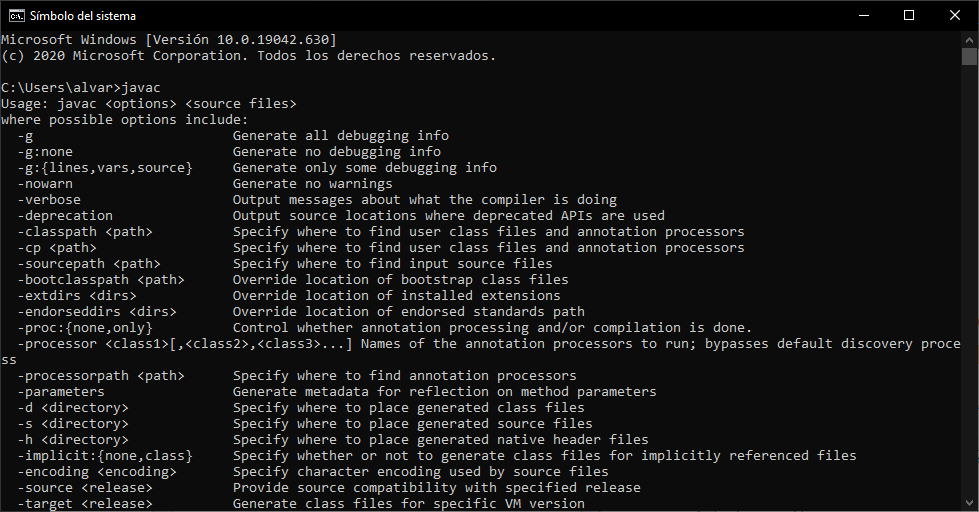 Símbolo del sistema
Microsoft Windows [Versión 10.0.19042.630]
(c) 2020 Microsoft Corporation. Todos los derechos reservados.
C:\Users\alvar>javac
Usage: javac <options> <source files>
where possible options include:
  -g                         Generate all debugging info
  -g:none                    Generate no debugging info
  -g:{lines,vars,source}     Generate only some debugging info
  -nowarn                    Generate no warnings
  -verbose                   Output messages about what the compiler is doing
  -deprecation               Output source locations where deprecated APIs are used
  -classpath <path>          Specify where to find user class files and annotation processors
  -cp <path>                 Specify where to find user class files and annotation processors
  -sourcepath <path>         Specify where to find input source files
  -bootclasspath <path>      Override location of bootstrap class files
  -extdirs <dirs>            Override location of installed extensions
  -endorseddirs <dirs>       Override location of endorsed standards path
  -proc:{none,only}          Control whether annotation processing and/or compilation is done.
  -processor <class1>[,<class2>,<class3>...] Names of the annotation processors to run; bypasses default discovery proce
ss
  -processorpath <path>      Specify where to find annotation processors
  -parameters                Generate metadata for reflection on method parameters
  -d <directory>             Specify where to place generated class files
  -s <directory>             Specify where to place generated source files
  -h <directory>             Specify where to place generated native header files
  -implicit:{none,class}     Specify whether or not to generate class files for implicitly referenced files
  -encoding <encoding>       Specify character encoding used by source files
  -source <release>          Provide source compatibility with specified release
  -target <release>          Generate class files for specific VM version